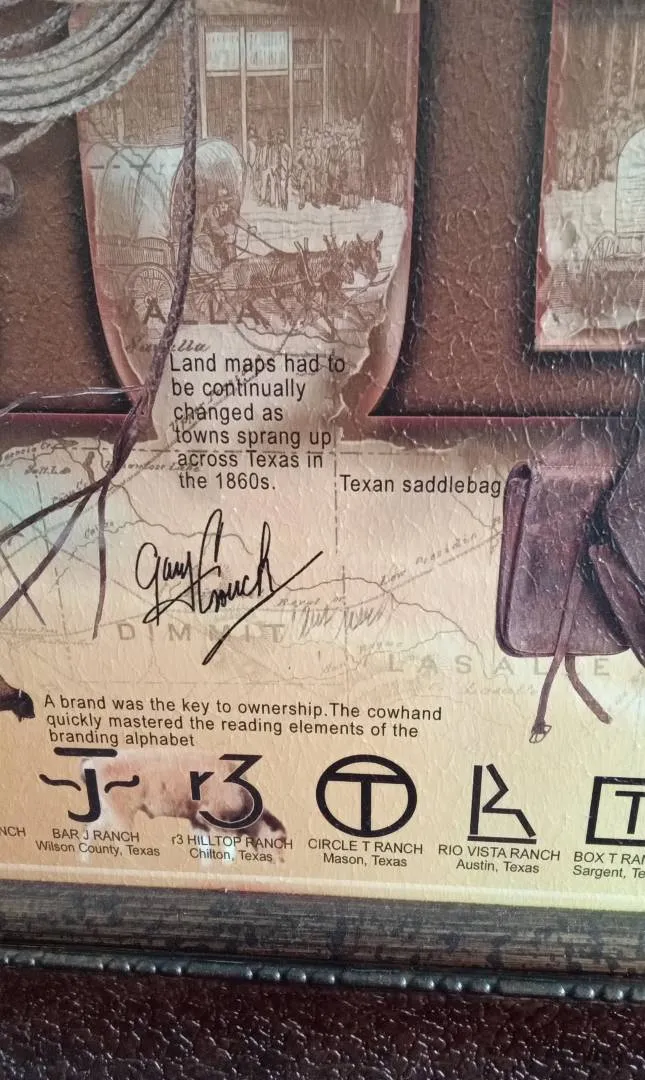 Land maps had to
be continually
changed as
towns sprang up
across Texas in
the 1860s.
Texan saddlebag
Gary Crouch
DIMMIT
LASALLE
A brand was the key to ownership.The cowhand
quickly mastered the reading elements of the
branding alphabet
J
r3
T
R
T
BAR J RANCH
Wilson County, Texas
r3 HILLTOP RANCH
Chilton, Texas
CIRCLE T RANCH
Mason, Texas
RIO VISTA RANCH
Austin, Texas
BOX T RAN
Sargent, Te